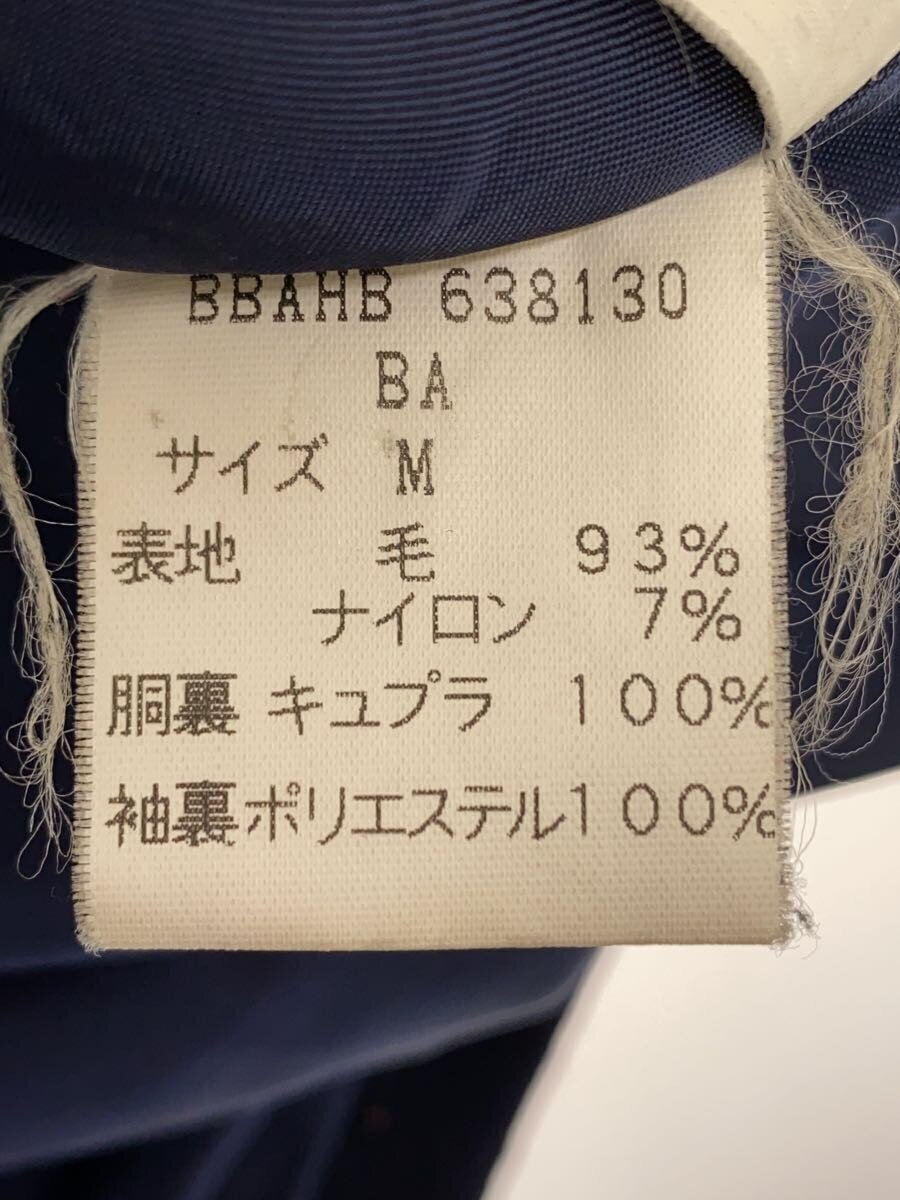 BBAHB 638130
BA
サイズ M
表地 毛 93%
ナイロン 7%
胴裏 キュプラ 100%
袖裏ポリエステル100%